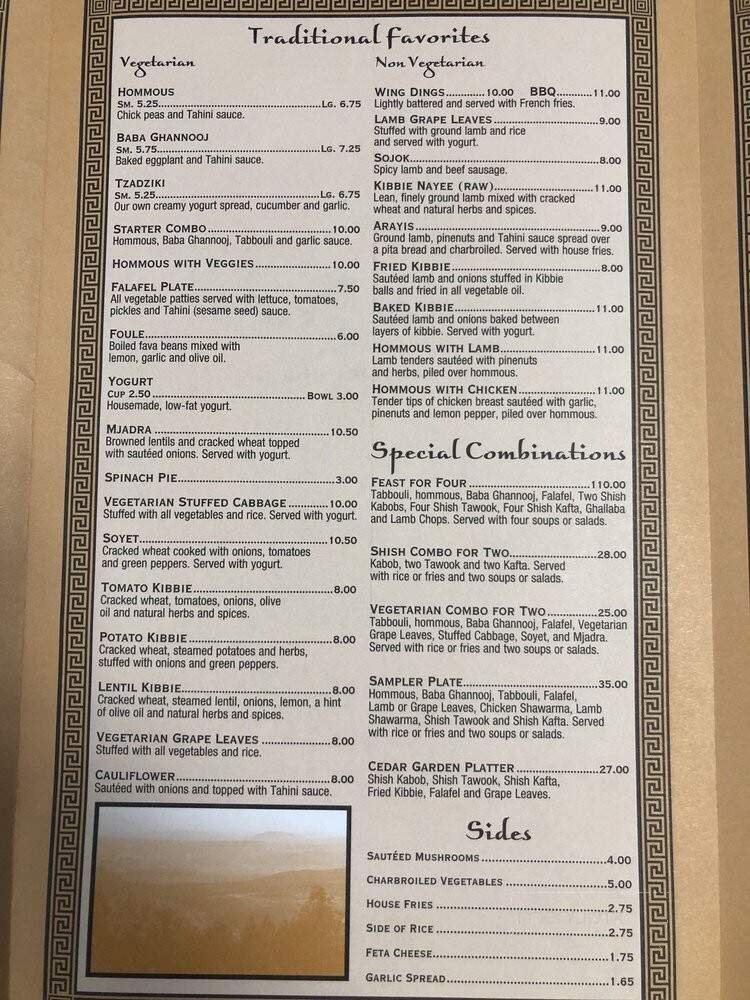 Traditional Favorites
Vegetarian
HOMMOUS
SM. 5.25...LG. 6.75
Chick peas and Tahini sauce.
BABA GHANNOOJ
SM. 5.75...LG. 7.25
Baked eggplant and Tahini sauce.
TZADZIKI
SM. 5.25...LG. 6.75
Our own creamy yogurt spread, cucumber and garlic.
STARTER COMBO...10.00
Hommous, Baba Ghannooj, Tabbouli and garlic sauce.
HOMMOUS WITH VEGGIES...10.00
FALAFEL PLATE...7.50
All vegetable patties served with lettuce, tomatoes,
pickles and Tahini (sesame seed) sauce.
FOULE...6.00
Boiled fava beans mixed with
lemon, garlic and olive oil.
YOGURT
CUP 2.50...BOWL 3.00
Housemade, low-fat yogurt.
MJADRA...10.50
Browned lentils and cracked wheat topped
with sautéed onions. Served with yogurt.
SPINACH PIE...3.00
VEGETARIAN STUFFED CABBAGE...10.00
Stuffed with all vegetables and rice. Served with yogurt.
SOYET...10.50
Cracked wheat cooked with onions, tomatoes
and green peppers. Served with yogurt.
TOMATO KIBBIE...8.00
Cracked wheat, tomatoes, onions, olive
oil and natural herbs and spices.
POTATO KIBBIE...8.00
Cracked wheat, steamed potatoes and herbs,
stuffed with onions and green peppers.
LENTIL KIBBIE...8.00
Cracked wheat, steamed lentil, onions, lemon, a hint
of olive oil and natural herbs and spices.
VEGETARIAN GRAPE LEAVES...8.00
Stuffed with all vegetables and rice.
CAULIFLOWER...8.00
Sautéed with onions and topped with Tahini sauce.
Non Vegetarian
WING DINGS...10.00 BBQ...11.00
Lightly battered and served with French fries.
LAMB GRAPE LEAVES...9.00
Stuffed with ground lamb and rice
and served with yogurt.
SOJOK...8.00
Spicy lamb and beef sausage.
KIBBIE NAYEE (RAW)...11.00
Lean, finely ground lamb mixed with cracked
wheat and natural herbs and spices.
ARAYIS...9.00
Ground lamb, pinenuts and Tahini sauce spread over
a pita bread and charbroiled. Served with house fries.
FRIED KIBBIE...8.00
Sautéed lamb and onions stuffed in Kibbie
balls and fried in all vegetable oil.
BAKED KIBBIE...11.00
Sautéed lamb and onions baked between
layers of kibbie. Served with yogurt.
HOMMOUS WITH LAMB...11.00
Lamb tenders sautéed with pinenuts
and herbs, piled over hommous.
HOMMOUS WITH CHICKEN...11.00
Tender tips of chicken breast sautéed with garlic,
pinenuts and lemon pepper, piled over hommous.
Special Combinations
FEAST FOR FOUR...110.00
Tabbouli, hommous, Baba Ghannooj, Falafel, Two Shish
Kabobs, Four Shish Tawook, Four Shish Kafta, Ghallaba
and Lamb Chops. Served with four soups or salads.
SHISH COMBO FOR TWO...28.00
Kabob, two Tawook and two Kafta. Served
with rice or fries and two soups or salads.
VEGETARIAN COMBO FOR TWO...25.00
Tabbouli, hommous, Baba Ghannooj, Falafel, Vegetarian
Grape Leaves, Stuffed Cabbage, Soyet, and Mjadra.
Served with rice or fries and two soups or salads.
SAMPLER PLATE...35.00
Hommous, Baba Ghannooj, Tabbouli, Falafel,
Lamb or Grape Leaves, Chicken Shawarma, Lamb
Shawarma, Shish Tawook and Shish Kafta. Served
with rice or fries and two soups or salads.
CEDAR GARDEN PLATTER...27.00
Shish Kabob, Shish Tawook, Shish Kafta,
Fried Kibbie, Falafel and Grape Leaves.
Sides
SAUTÉED MUSHROOMS...4.00
CHARBROILED VEGETABLES...5.00
HOUSE FRIES...2.75
SIDE OF RICE...2.75
FETA CHEESE...1.75
GARLIC SPREAD...1.65